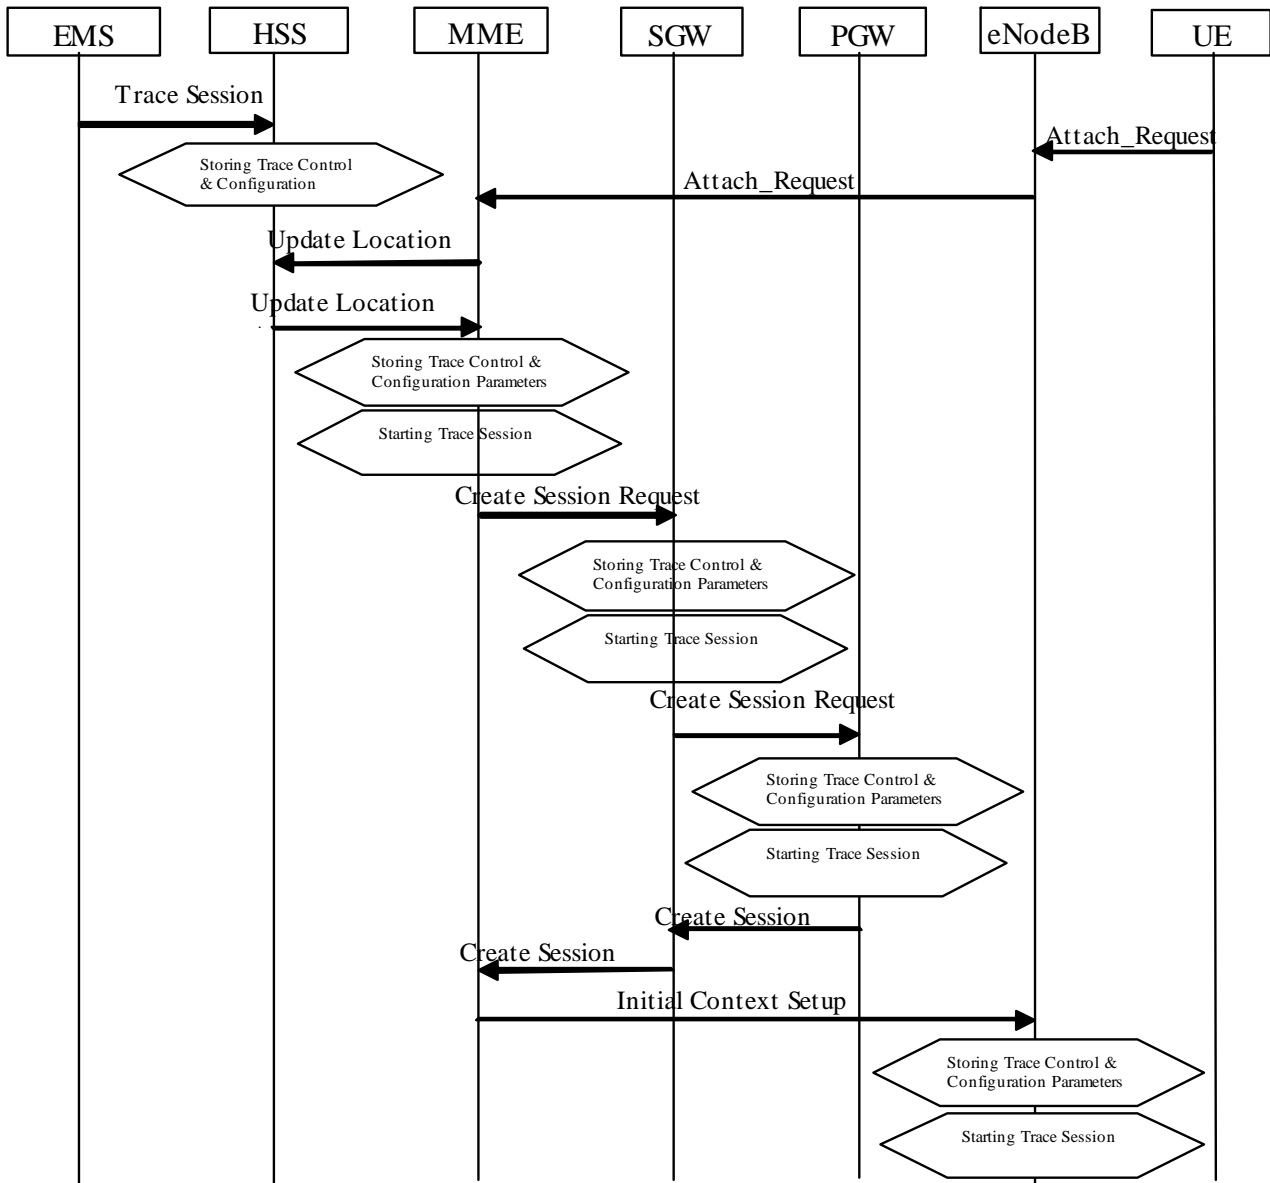 EMS
HSS
MME
SGW
PGW
eNodeB
UE
Trace Session
Attach_Request
Storing Trace Control
& Configuration
Attach_Request
Update Location
Update Location
Storing Trace Control &
Configuration Parameters
Starting Trace Session
Create Session Request
Storing Trace Control &
Configuration Parameters
Starting Trace Session
Create Session Request
Storing Trace Control &
Configuration Parameters
Starting Trace Session
Create Session
Create Session
Initial Context Setup
Storing Trace Control &
Configuration Parameters
Starting Trace Session